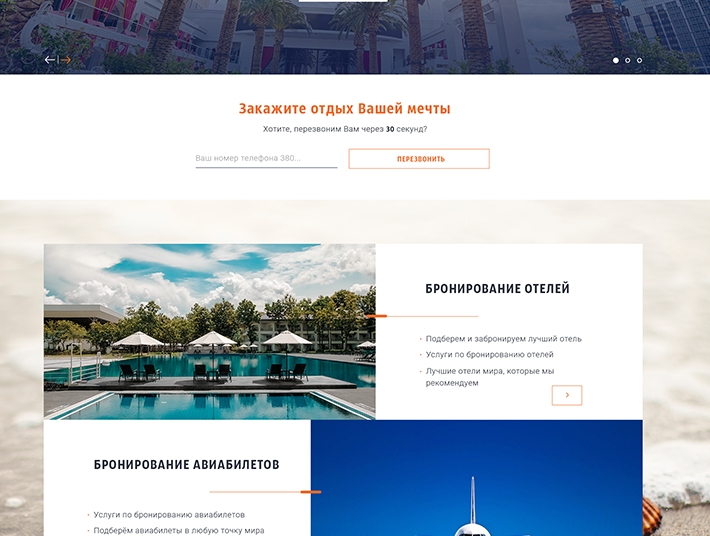 Закажите отдых Вашей мечты
Хотите, перезвоним Вам через 30 секунд?
Ваш номер телефона 380...
ПЕРЕЗВОНИТЬ
БРОНИРОВАНИЕ ОТЕЛЕЙ
Подберем и забронируем лучший отель
Услуги по бронированию отелей
Лучшие отели мира, которые мы
рекомендуем
БРОНИРОВАНИЕ АВИАБИЛЕТОВ
Услуги по бронированию авиабилетов
Подберём авиабилеты в любую точку мира